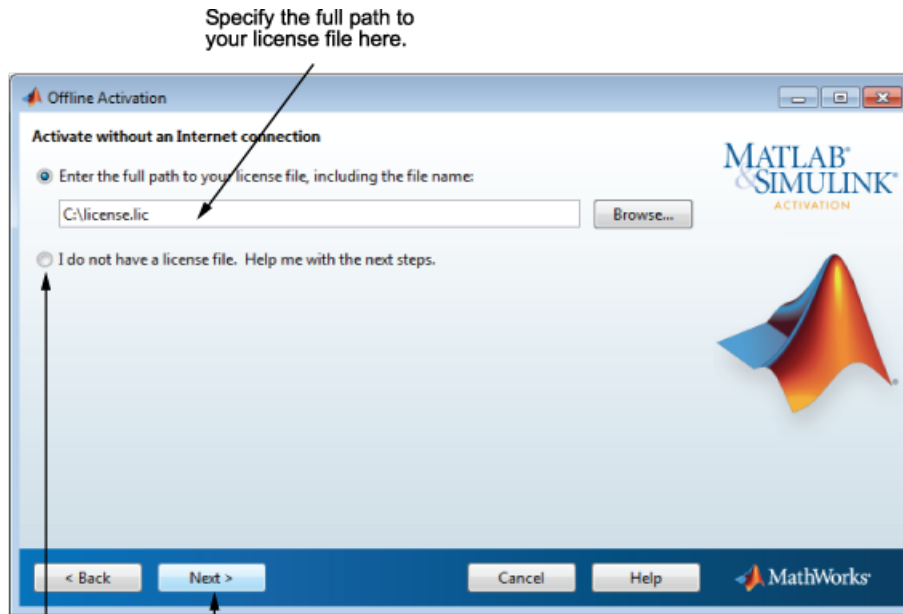 Specify the full path to
your license file here.
Offline Activation
Activate without an Internet connection
Enter the full path to your license file, including the file name:
C:\license.lic
Browse...
I do not have a license file.  Help me with the next steps.
MATLAB®
&SIMULINK®
ACTIVATION
< Back
Next >
Cancel
Help
MathWorks®